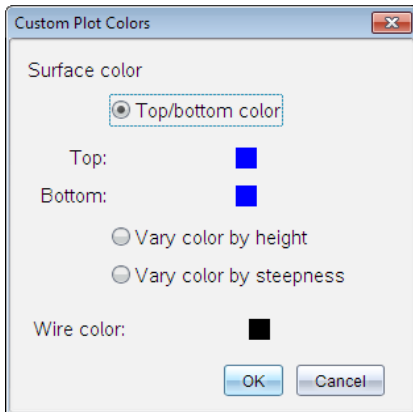 Custom Plot Colors
Surface color
Top/bottom color
Top:
Bottom:
Vary color by height
Vary color by steepness
Wire color:
OK Cancel